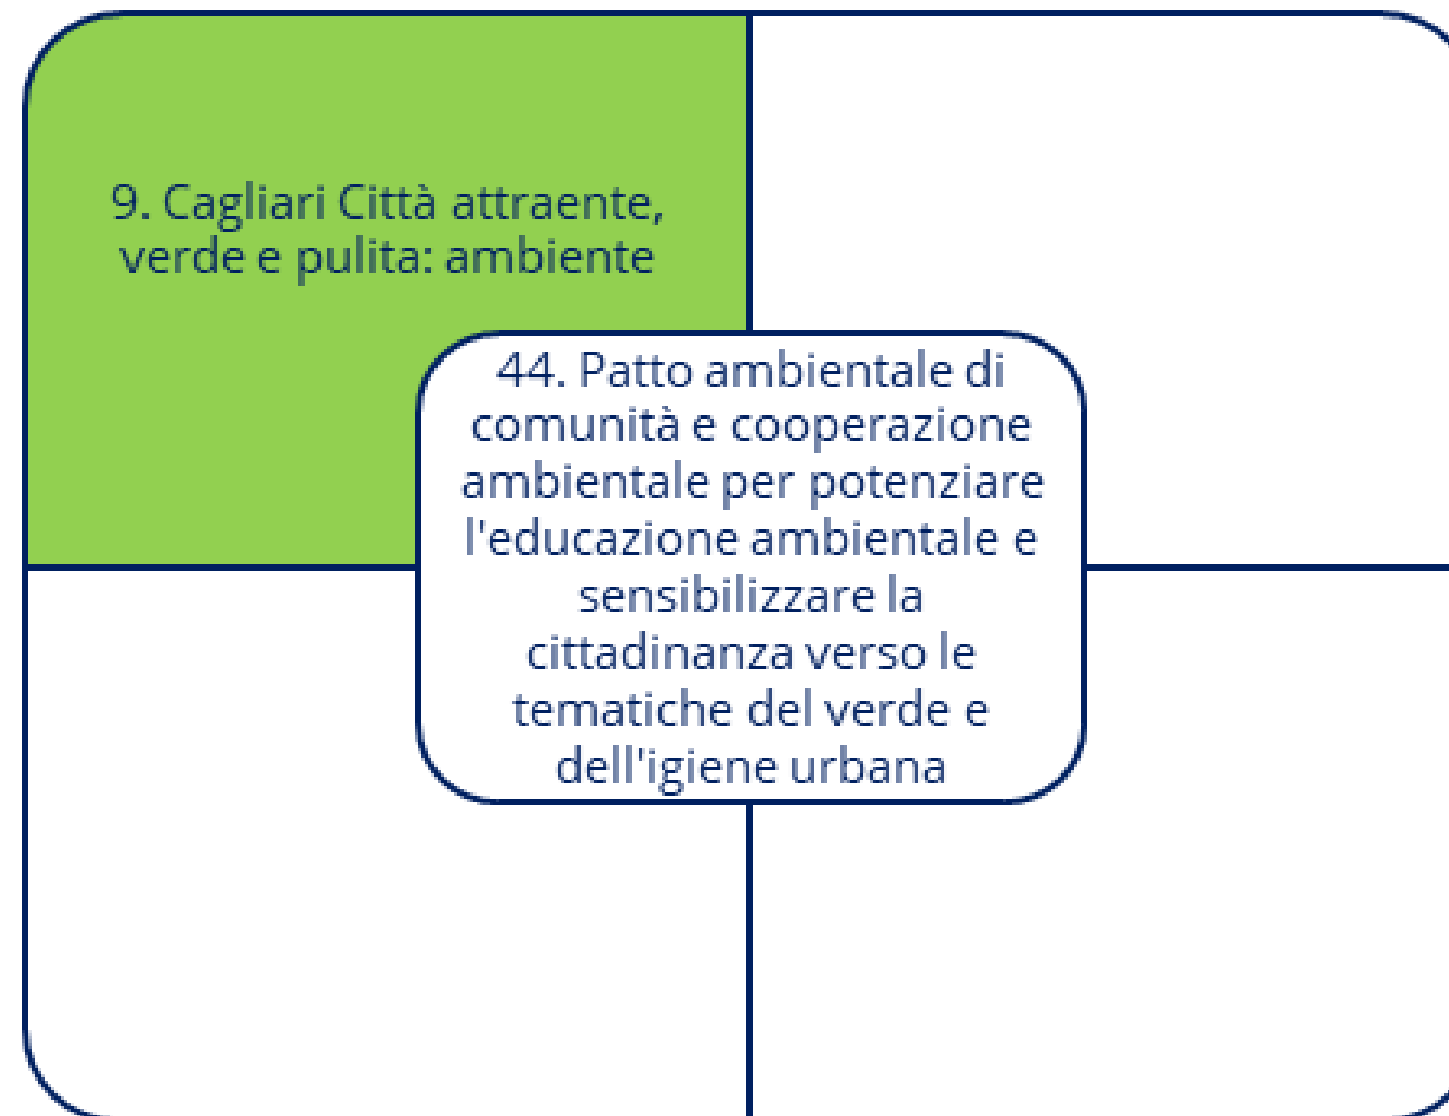 9. Cagliari Città attraente,
verde e pulita: ambiente
44. Patto ambientale di
comunità e cooperazione
ambientale per potenziare
l'educazione ambientale e
sensibilizzare la
cittadinanza verso le
tematiche del verde e
dell'igiene urbana